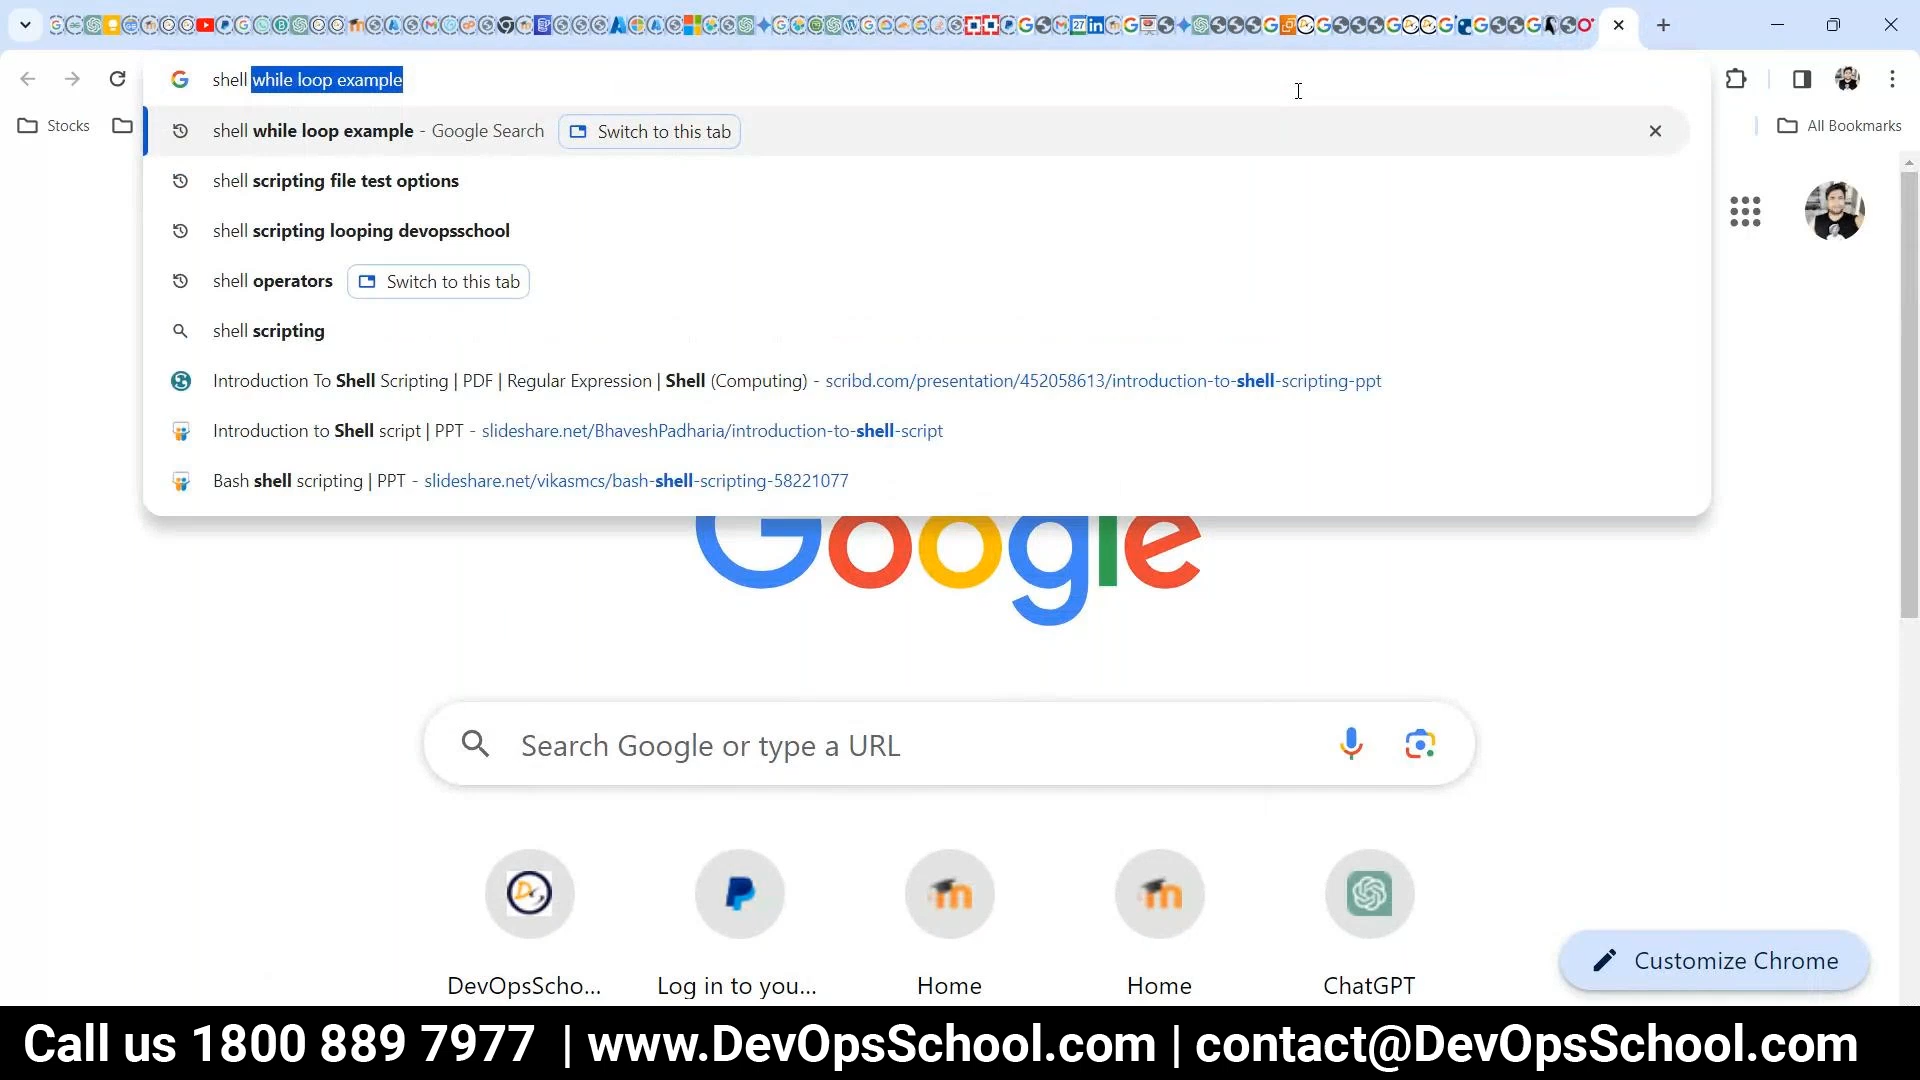 shell while loop example
Stocks
All Bookmarks
shell while loop example - Google Search Switch to this tab
shell scripting file test options
shell scripting looping devopsschool
shell operators Switch to this tab
shell scripting
Introduction To Shell Scripting | PDF | Regular Expression | Shell (Computing) - scribd.com/presentation/452058613/introduction-to-shell-scripting-ppt
Introduction to Shell script | PPT - slideshare.net/BhaveshPadharia/introduction-to-shell-script
Bash shell scripting | PPT - slideshare.net/vikasmcs/bash-shell-scripting-58221077
Google
Search Google or type a URL
DevOpsScho... Log in to you... Home Home ChatGPT
Customize Chrome
Call us 1800 889 7977 | www.DevOpsSchool.com | contact@DevOpsSchool.com